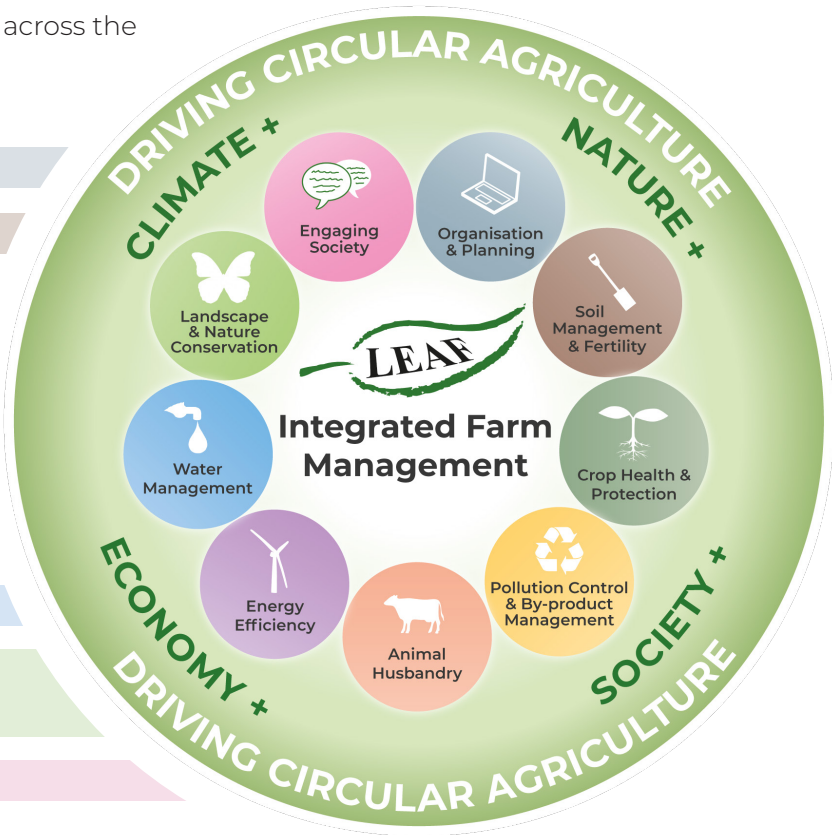 across the
DRIVING CIRCULAR AGRICULTURE
CLIMATE +
NATURE +
Engaging
Society
Organisation
& Planning
Landscape
& Nature
Conservation
Soil
Management
& Fertility
LEAF
Integrated Farm
Management
Water
Management
Crop Health &
Protection
Energy
Efficiency
Pollution Control
& By-product
Management
Animal
Husbandry
ECONOMY +
SOCIETY +
DRIVING CIRCULAR AGRICULTURE